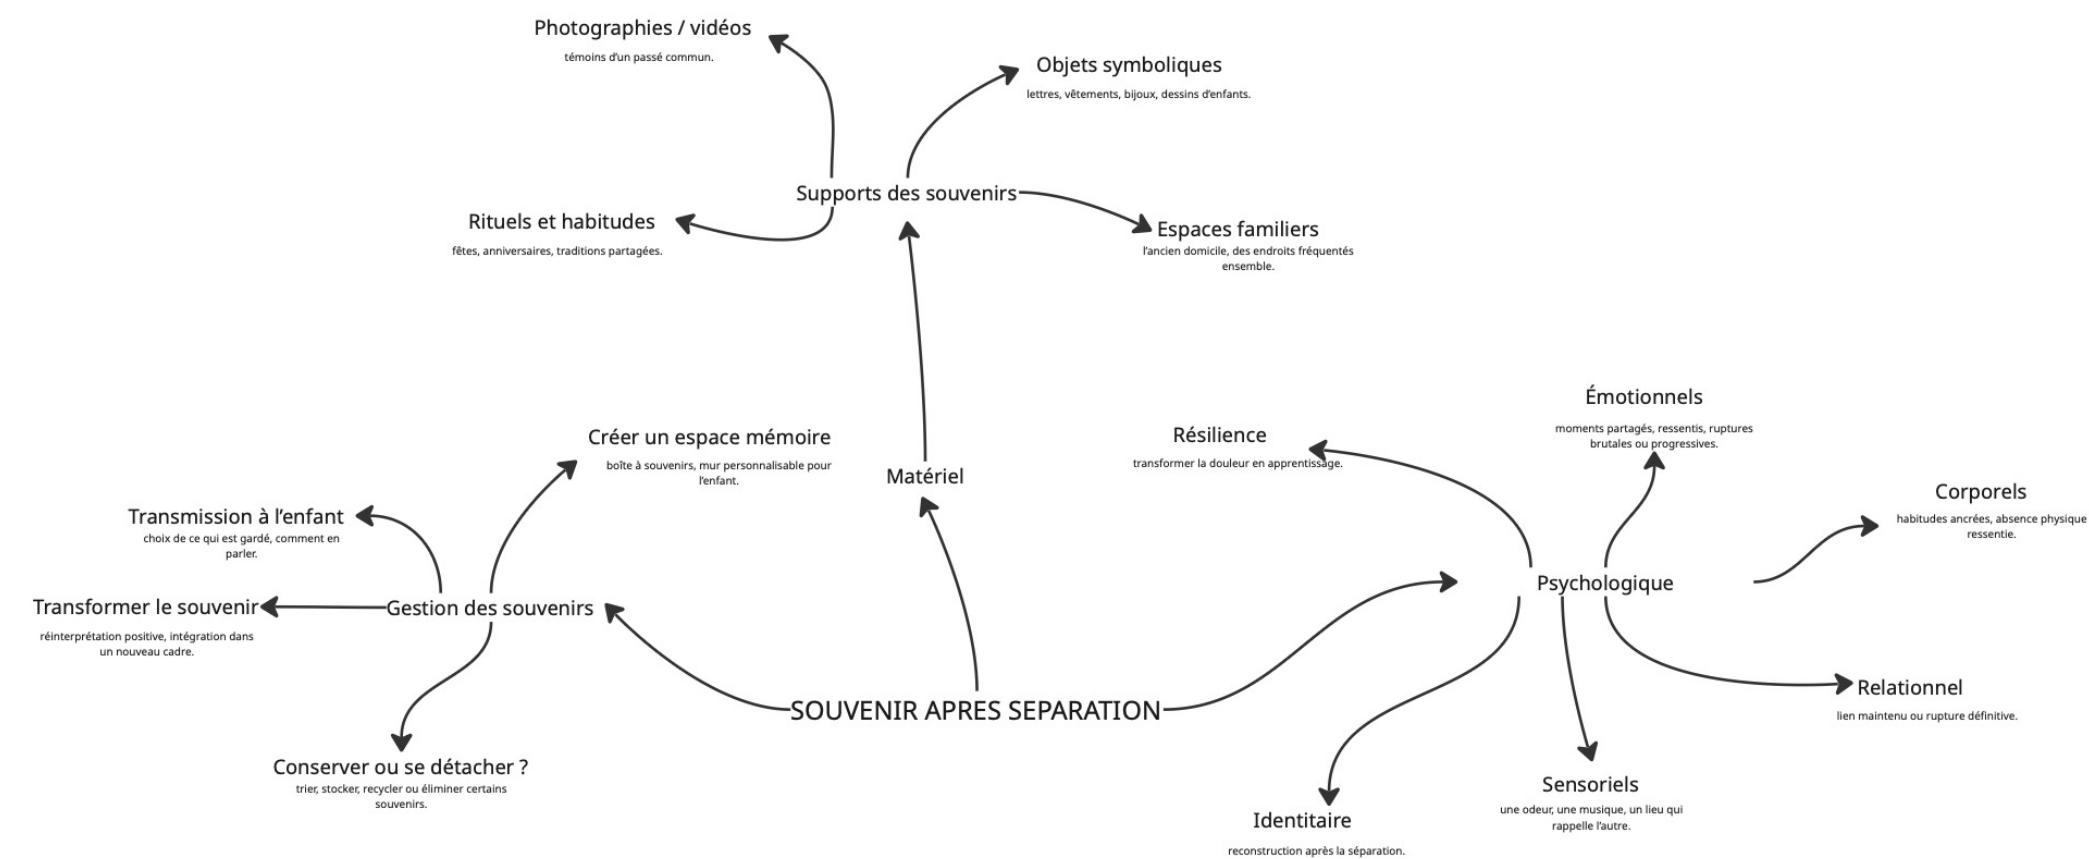 Photographies / vidéos
témoins d'un passé commun.
Objets symboliques
lettres, vêtements, bijoux, dessins d'enfants.
Supports des souvenirs
Rituels et habitudes
fêtes, anniversaires, traditions partagées.
Espaces familiers
l'ancien domicile, des endroits fréquentés
ensemble.
Matériel
Créer un espace mémoire
boîte à souvenirs, mur personnalisable pour
l'enfant.
Transmission à l'enfant
choix de ce qui est gardé, comment en
parler.
Transformer le souvenir
réinterprétation positive, intégration dans
un nouveau cadre.
Gestion des souvenirs
Conserver ou se détacher ?
trier, stocker, recycler ou éliminer certains
souvenirs.
SOUVENIR APRES SEPARATION
Résilience
transformer la douleur en apprentissage.
Émotionnels
moments partagés, ressentis, ruptures
brutales ou progressives.
Corporels
habitudes ancrées, absence physique
ressentie.
Psychologique
Relationnel
lien maintenu ou rupture définitive.
Sensoriels
une odeur, une musique, un lieu qui
rappelle l'autre.
Identitaire
reconstruction après la séparation.